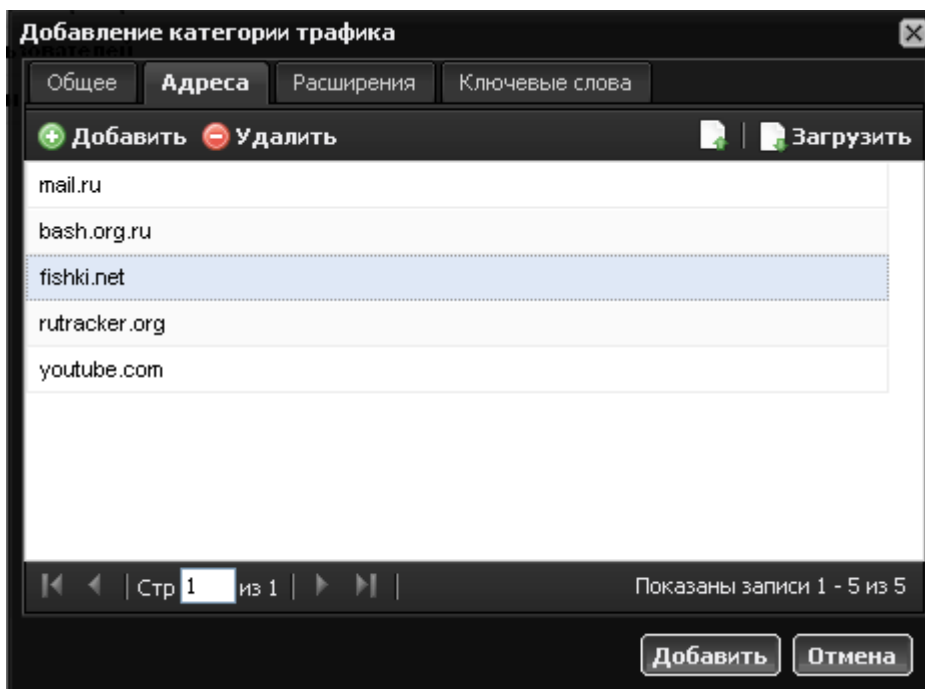 Добавление категории трафика
Общее Адреса Расширения Ключевые слова
Добавить Удалить Загрузить
mail.ru
bash.org.ru
fishki.net
rutracker.org
youtube.com
Стр 1 из 1 Показаны записи 1 - 5 из 5
Добавить Отмена